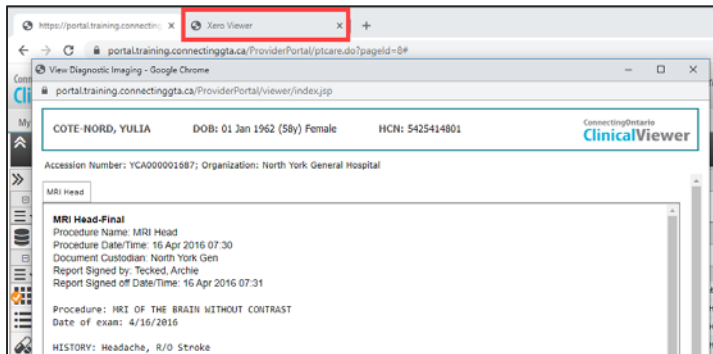 https://portal.training.connecting
Xero Viewer
portal.training.connectinggta.ca/ProviderPortal/ptcare.do?pageId=8#
View Diagnostic Imaging - Google Chrome
portal.training.connectinggta.ca/ProviderPortal/viewer/index.jsp
My
COTE-NORD, YULIA DOB: 01 Jan 1962 (58y) Female HCN: 5425414801
ConnectingOntario
ClinicalViewer
Accession Number: YCA000001687; Organization: North York General Hospital
MRI Head
MRI Head-Final
Procedure Name: MRI Head
Procedure Date/Time: 16 Apr 2016 07:30
Document Custodian: North York Gen
Report Signed by: Tecked, Archie
Report Signed off Date/Time: 16 Apr 2016 07:31
Procedure: MRI OF THE BRAIN WITHOUT CONTRAST
Date of exam: 4/16/2016
HISTORY: Headache, R/O Stroke